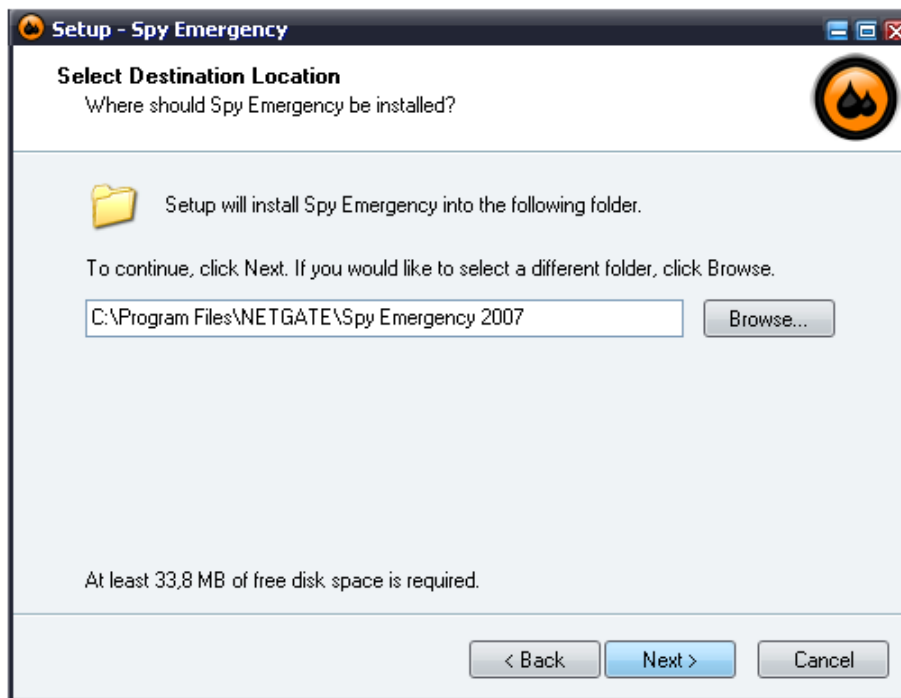 Setup - Spy Emergency
Select Destination Location
Where should Spy Emergency be installed?
Setup will install Spy Emergency into the following folder.
To continue, click Next. If you would like to select a different folder, click Browse.
C:\Program Files\NETGATE\Spy Emergency 2007
Browse...
At least 33,8 MB of free disk space is required.
< Back
Next >
Cancel